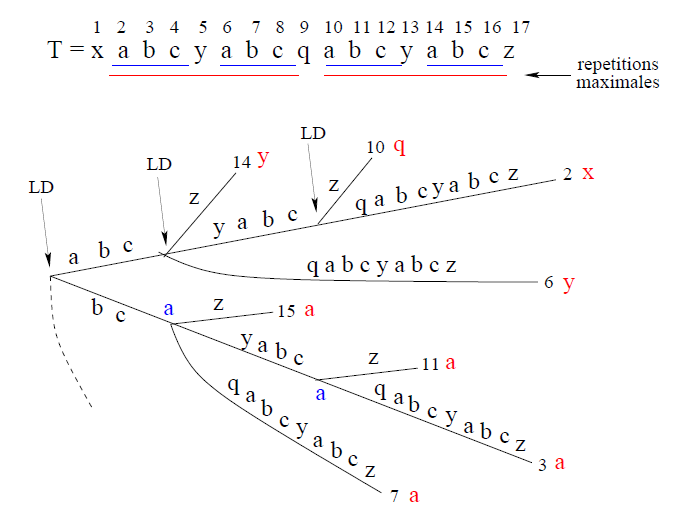 1 2 3 4 5 6 7 8 9 10 11 12 13 14 15 16 17
T = x a b c y a b c q a b c y a b c z
repetitions
maximales
LD
10 q
LD
14 y
z
z
q a b c y a b c z
2 x
LD
y a b c
a b c
q a b c y a b c z
6 y
b c
a
z
15 a
y a b c
z
11 a
a
q a b c y a b c z
3 a
q a b c y a b c z
7 a